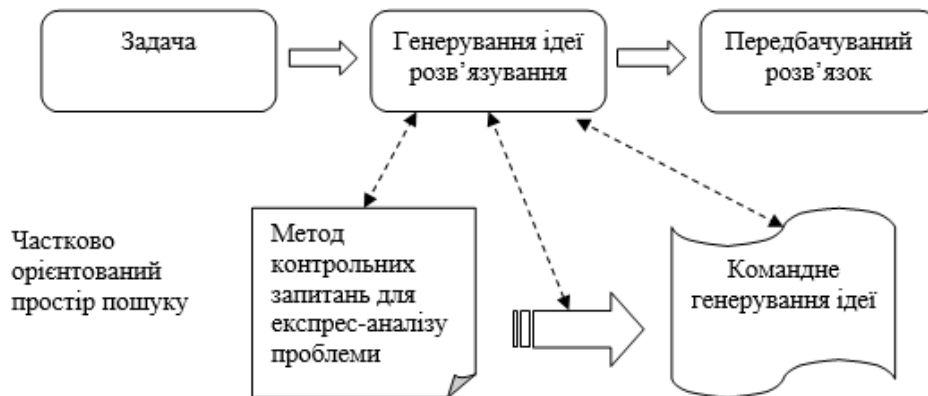 Задача
Генерування ідеї
розв’язування
Передбачуваний
розв’язок
Частково
орієнтований
простір пошуку
Метод
контрольних
запитань для
експрес-аналізу
проблеми
Командне
генерування ідеї